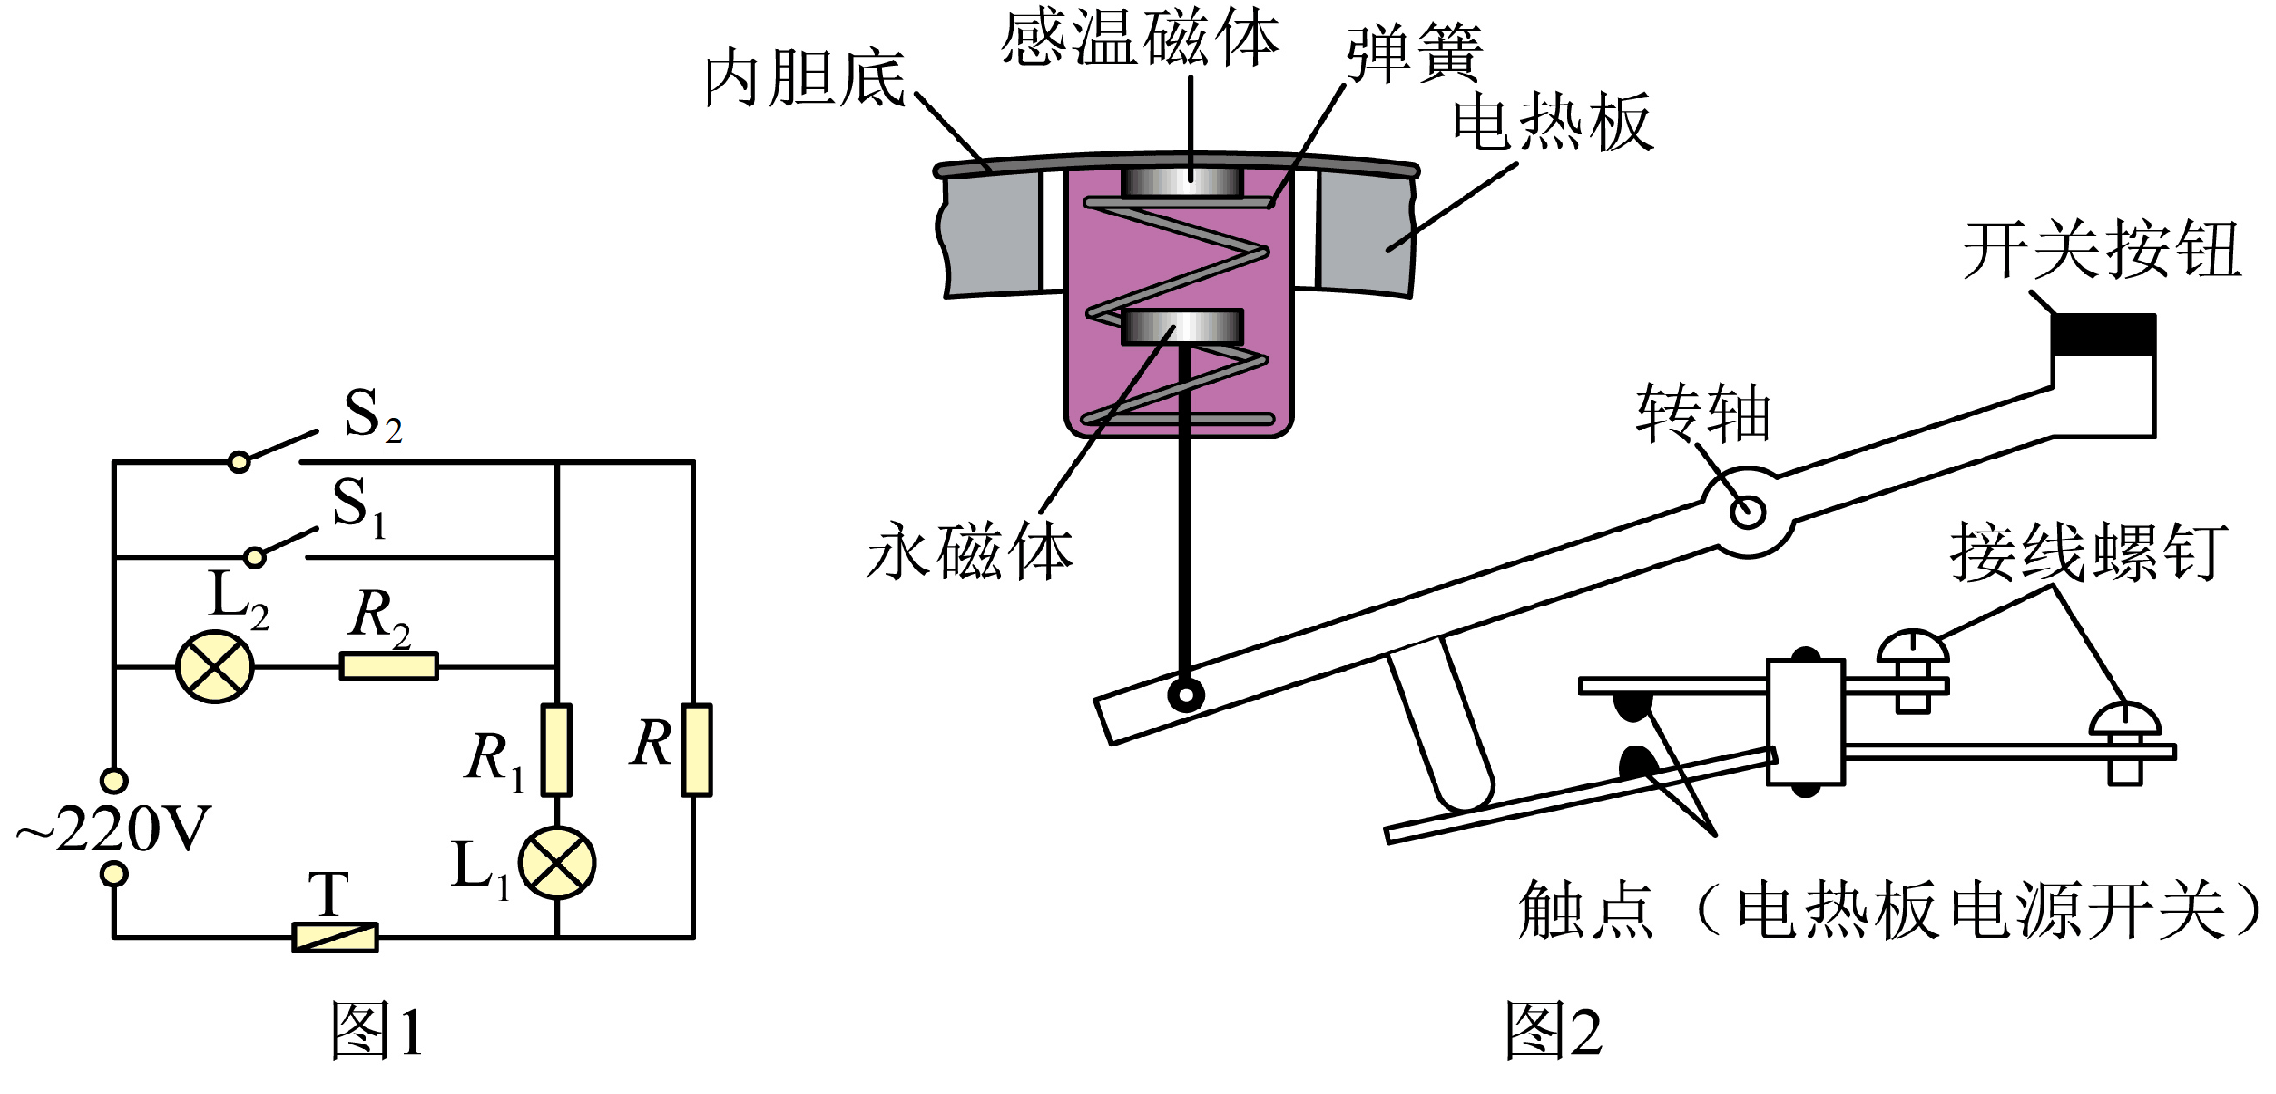 感温磁体
弹簧
内胆底
电热板
开关按钮
S2
转轴
S1
永磁体
接线螺钉
L2
R2
R1
R
~220V
L1
T
触点（电热板电源开关）
图1
图2